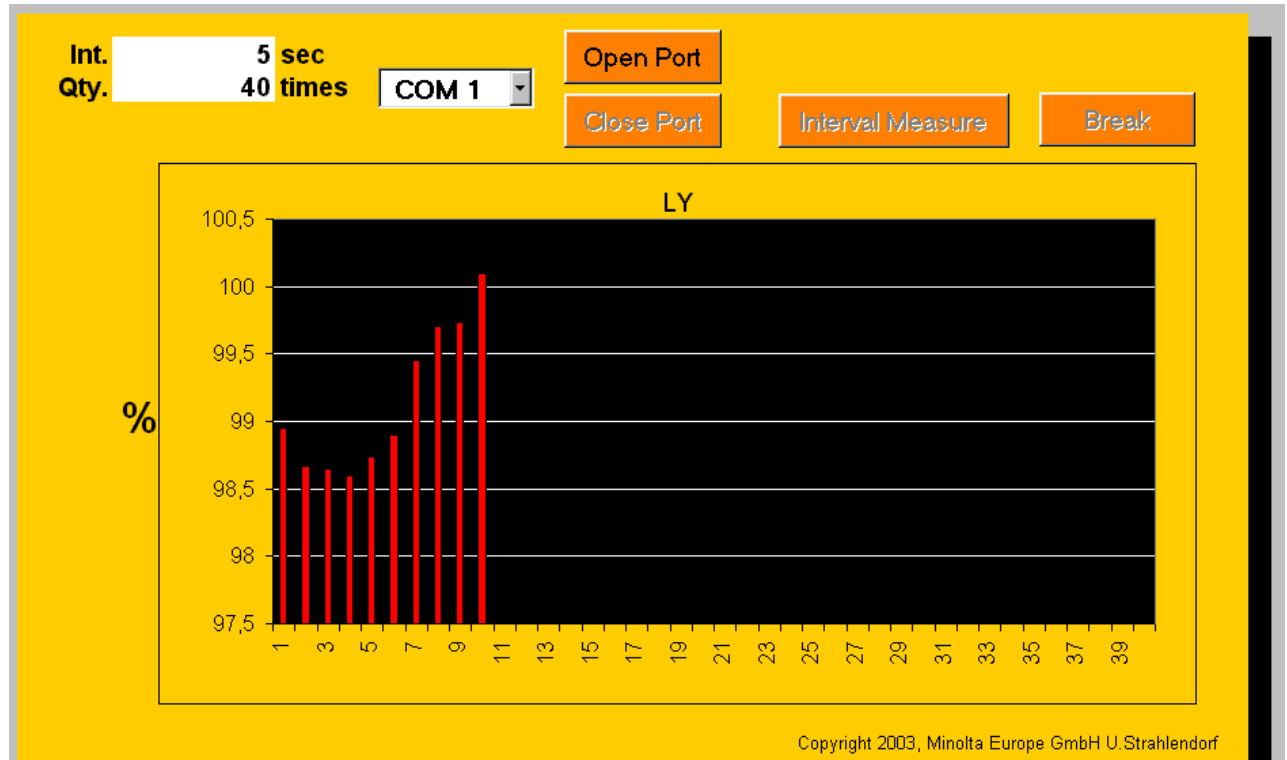 Int. 5 sec
Qty. 40 times
COM 1
Open Port
Close Port
Interval Measure
Break
LY
100,5
100
99,5
99
98,5
98
97,5
%
1 3 5 7 9 11 13 15 17 19 21 23 25 27 29 31 33 35 37 39
Copyright 2003, Minolta Europe GmbH U.Strahlendorf